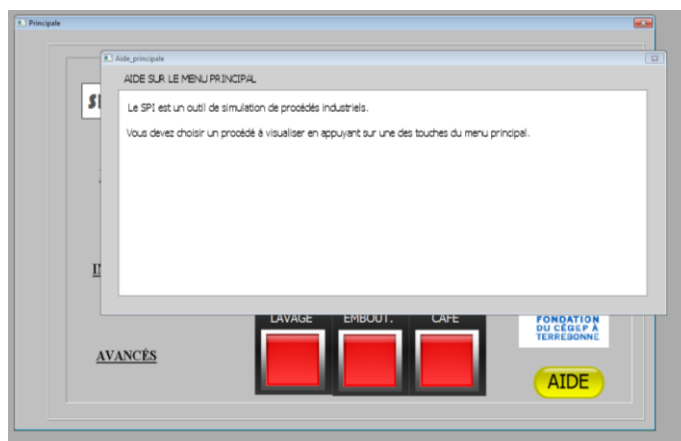 Principale
Aide_principale
AIDE SUR LE MENU PRINCIPAL
Le SPI est un outil de simulation de procédés industriels.
Vous devez choisir un procédé à visualiser en appuyant sur une des touches du menu principal.
LAVAGE EMBOUT. CAFE
FONDATION
DU CÉGEP À
TERREBONNE
AVANCÉS
AIDE